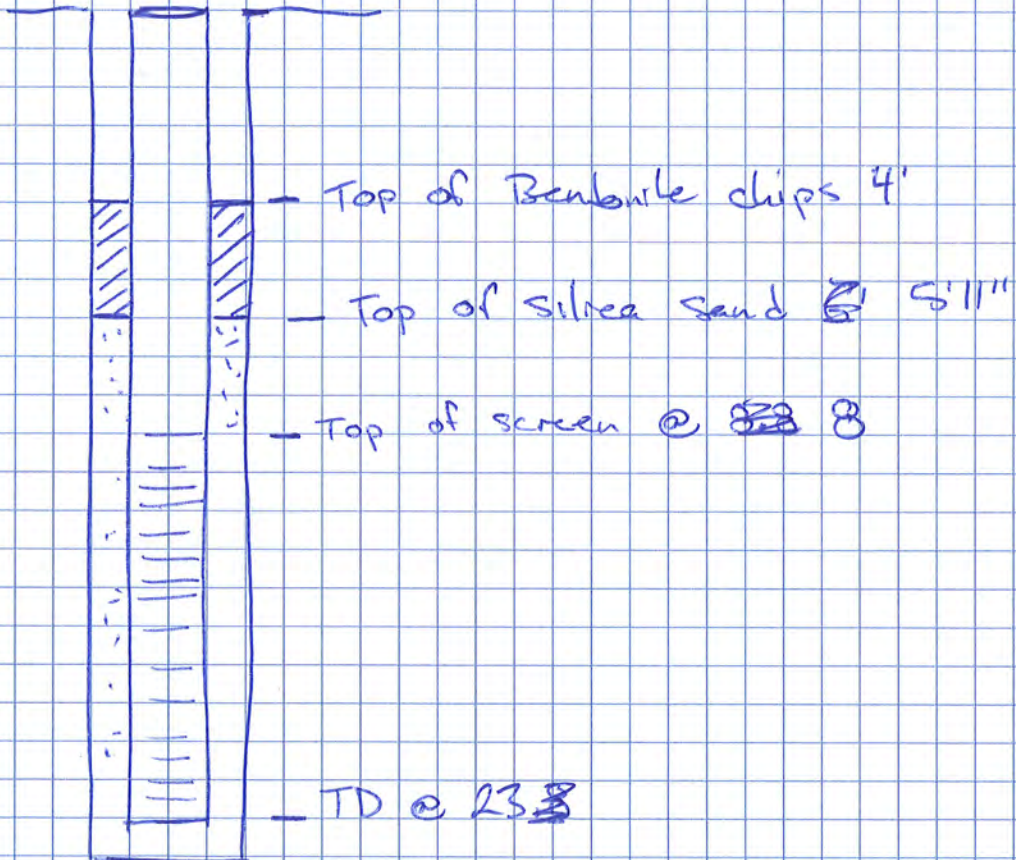 Top of Bentonite chips 4'
Top of silica sand 5'11"
Top of screen @ 8
TD @ 23